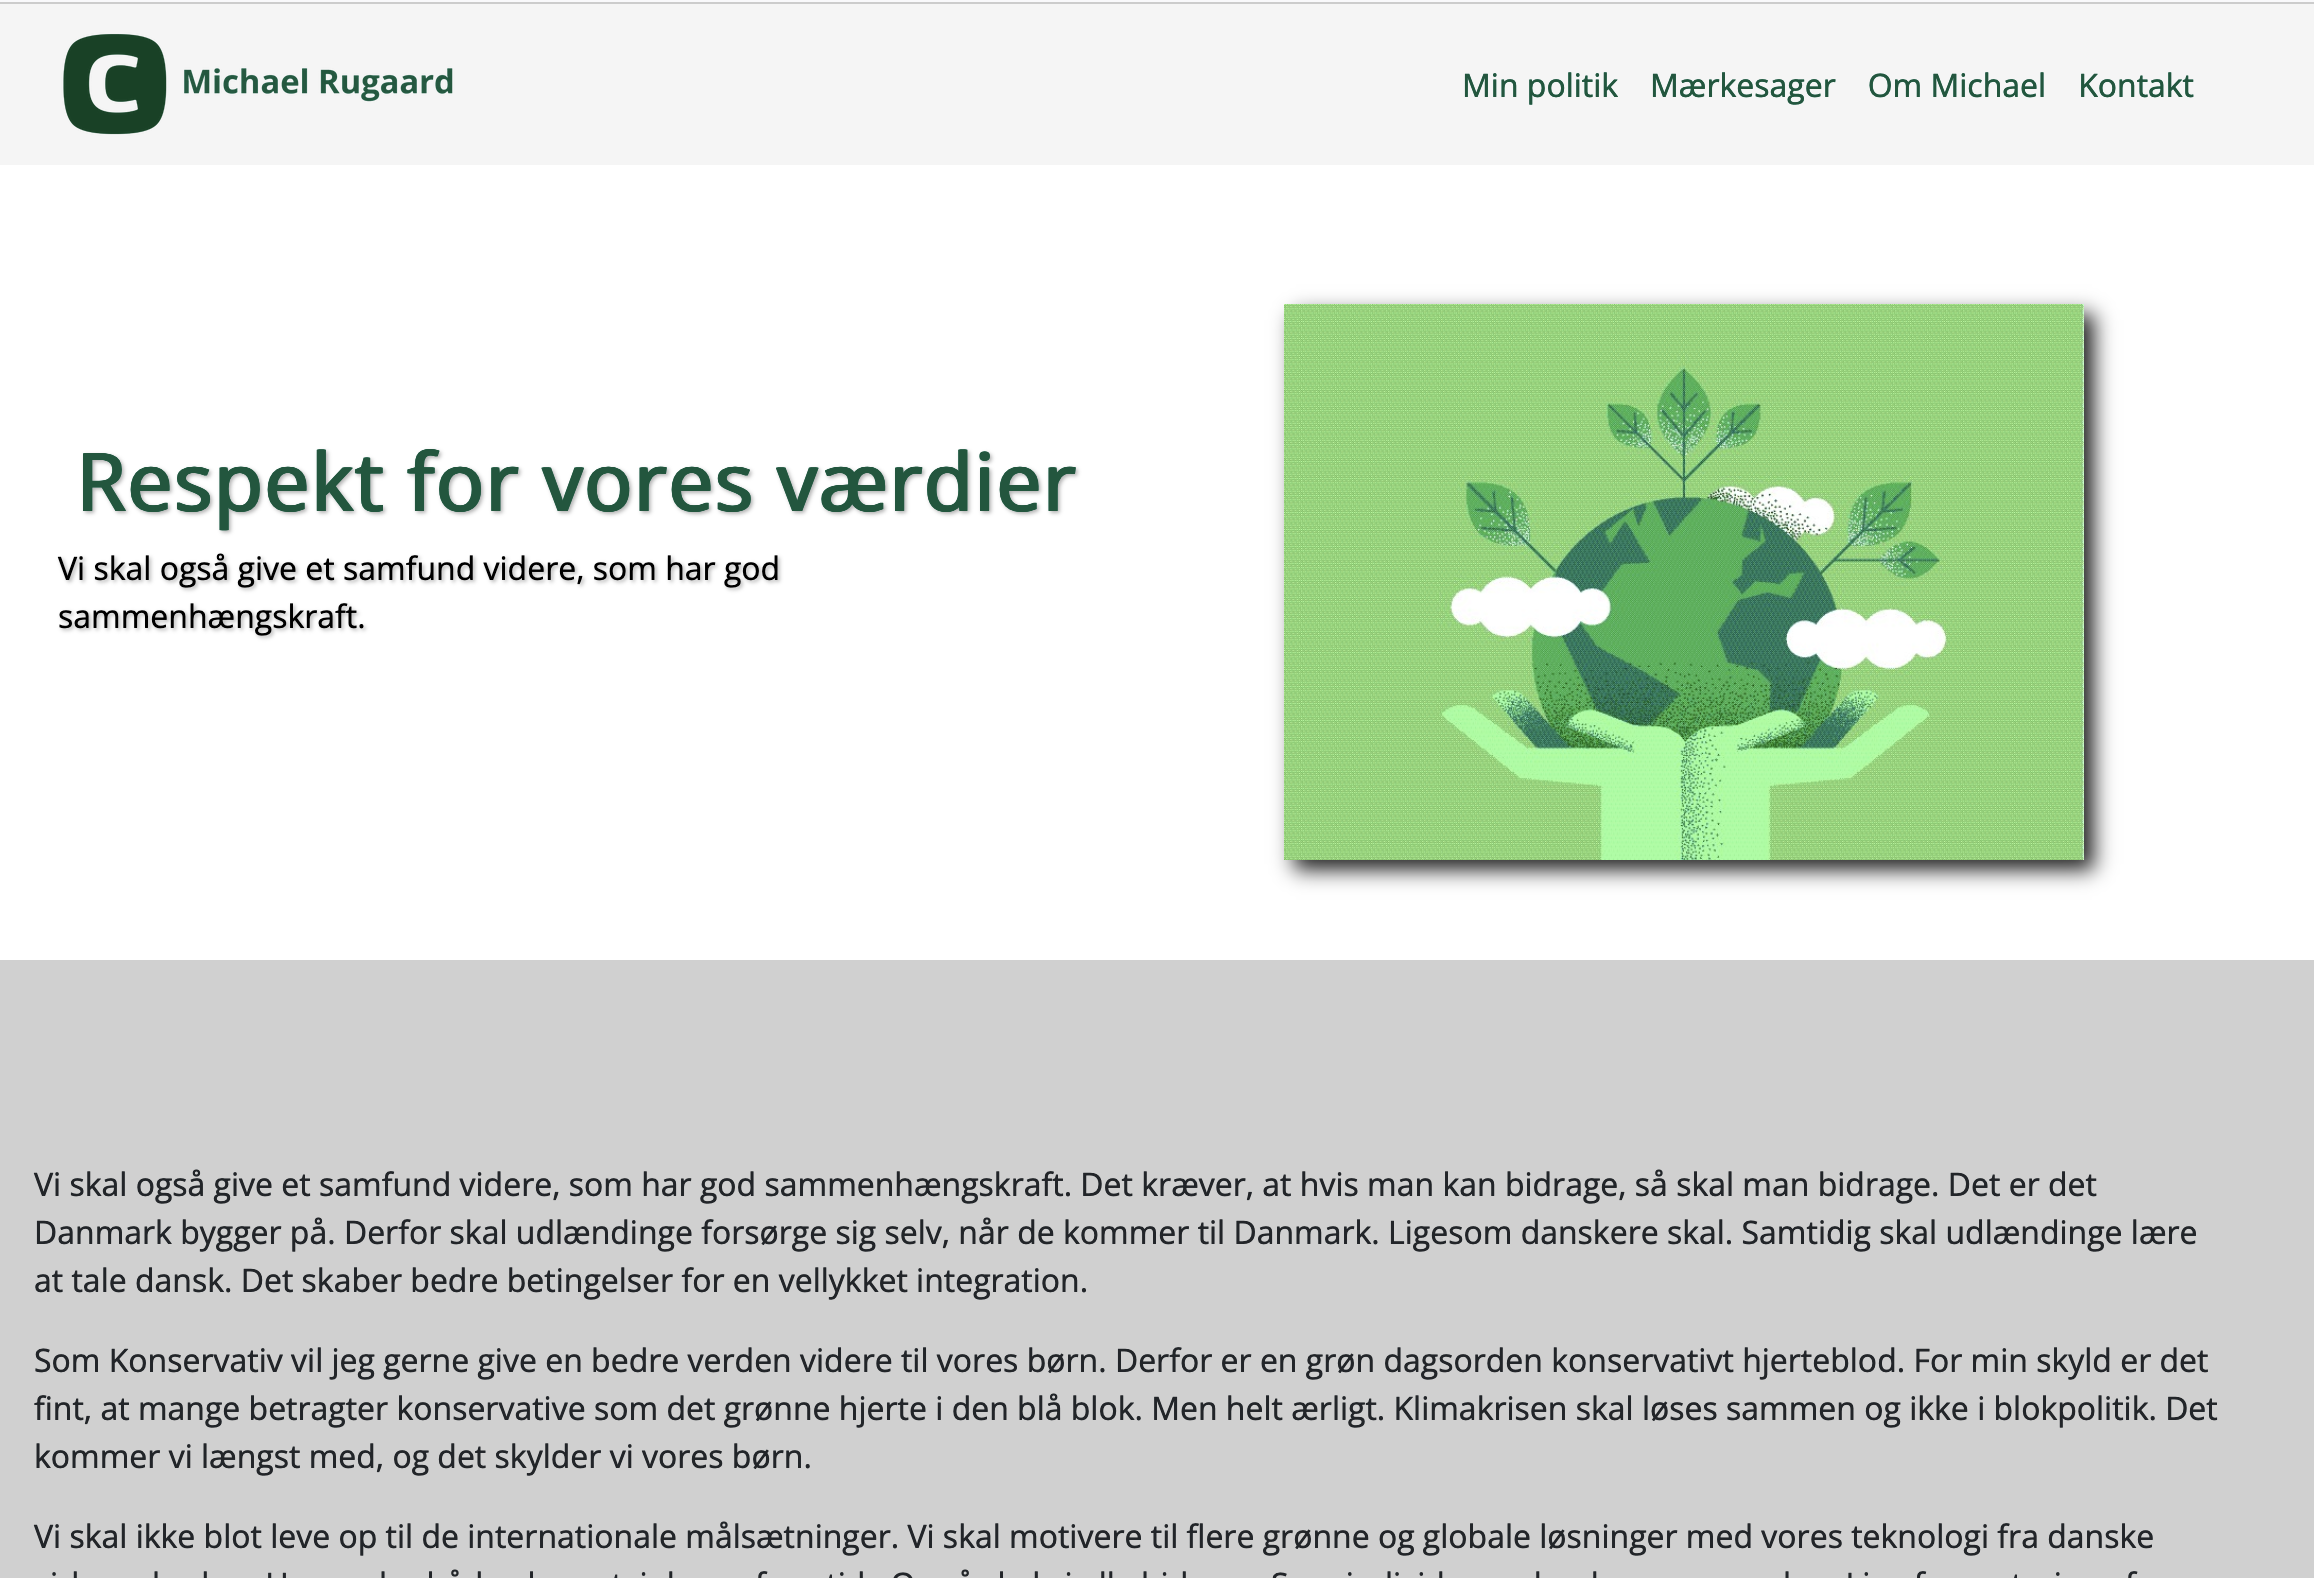 C Michael Rugaard
Min politik Mærkesager Om Michael Kontakt
Respekt for vores værdier
Vi skal også give et samfund videre, som har god
sammenhængskraft.
Vi skal også give et samfund videre, som har god sammenhængskraft. Det kræver, at hvis man kan bidrage, så skal man bidrage. Det er det
Danmark bygger på. Derfor skal udlændinge forsørge sig selv, når de kommer til Danmark. Ligesom danskere skal. Samtidig skal udlændinge lære
at tale dansk. Det skaber bedre betingelser for en vellykket integration.
Som Konservativ vil jeg gerne give en bedre verden videre til vores børn. Derfor er en grøn dagsorden konservativt hjerteblod. For min skyld er det
fint, at mange betragter konservative som det grønne hjerte i den blå blok. Men helt ærligt. Klimakrisen skal løses sammen og ikke i blokpolitik. Det
kommer vi længst med, og det skylder vi vores børn.
Vi skal ikke blot leve op til de internationale målsætninger. Vi skal motivere til flere grønne og globale løsninger med vores teknologi fra danske